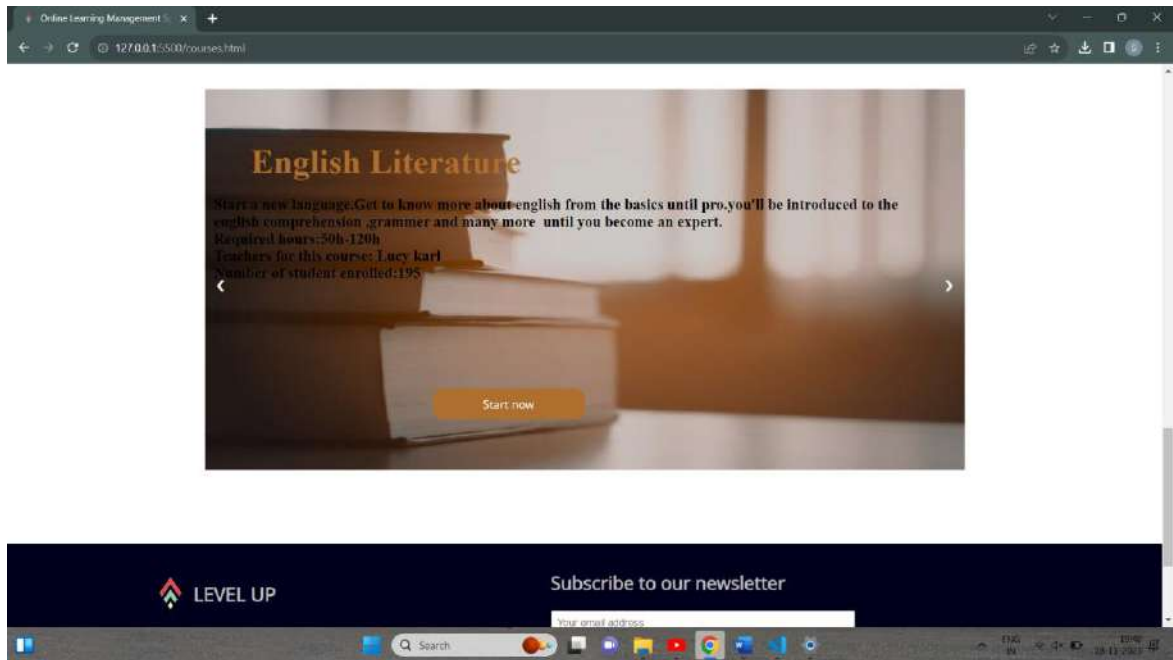 Online Learning Management S
127.0.0.1:5500/courses.html
English Literature
Start a new language.Get to know more about english from the basics until pro.you'll be introduced to the
english comprehension ,grammer and many more until you become an expert.
Required hours:50h-120h
Teachers for this course: Lucy karl
Number of student enrolled:195
‹ ›
Start now
LEVEL UP
Subscribe to our newsletter
Your email address
Search
ENG
IN